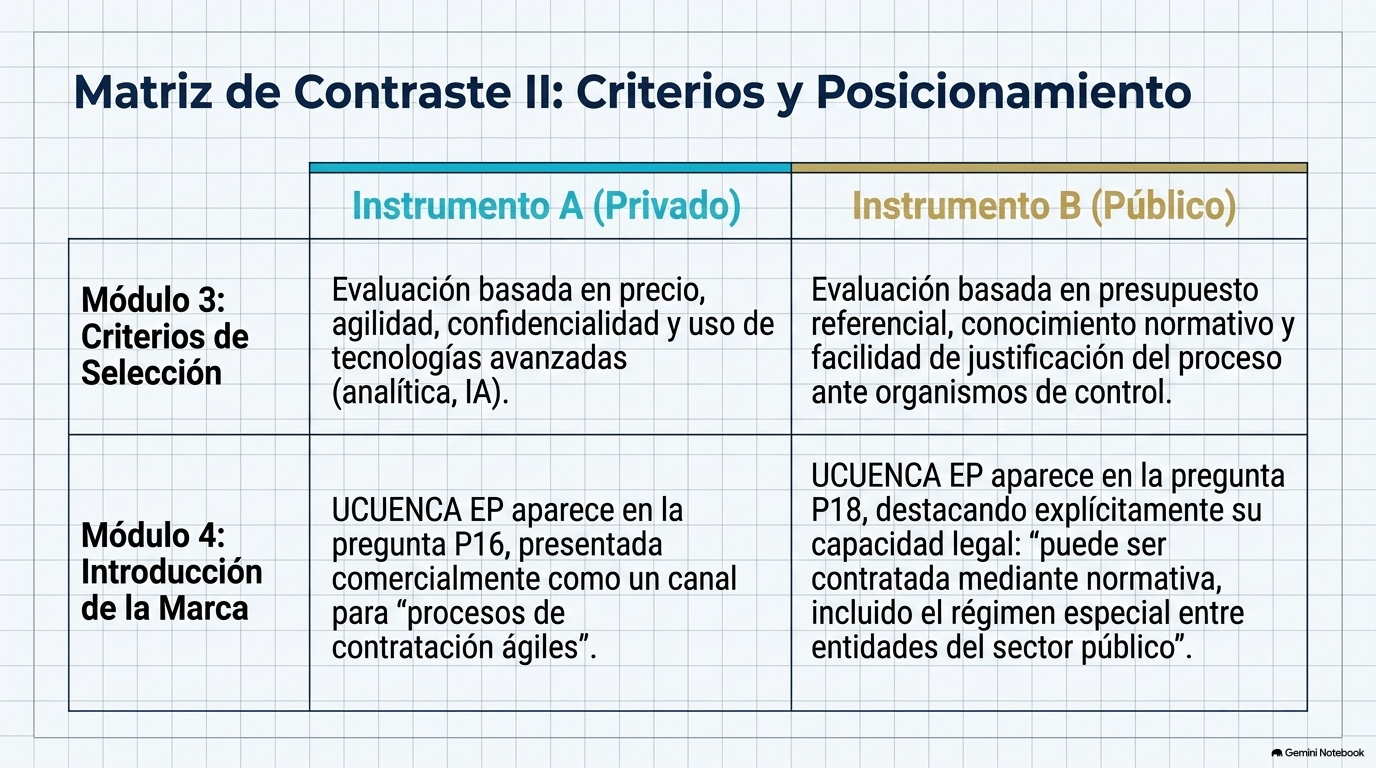 Matriz de Contraste II: Criterios y Posicionamiento
Instrumento A (Privado)
Instrumento B (Público)
Módulo 3:
Criterios de
Selección
Evaluación basada en precio,
agilidad, confidencialidad y uso de
tecnologías avanzadas
(analítica, IA).
Evaluación basada en presupuesto
referencial, conocimiento normativo y
facilidad de justificación del proceso
ante organismos de control.
Módulo 4:
Introducción
de la Marca
UCUENCA EP aparece en la
pregunta P16, presentada
comercialmente como un canal
para “procesos de
contratación ágiles”.
UCUENCA EP aparece en la pregunta
P18, destacando explícitamente su
capacidad legal: “puede ser
contratada mediante normativa,
incluido el régimen especial entre
entidades del sector público”.
Gemini Notebook